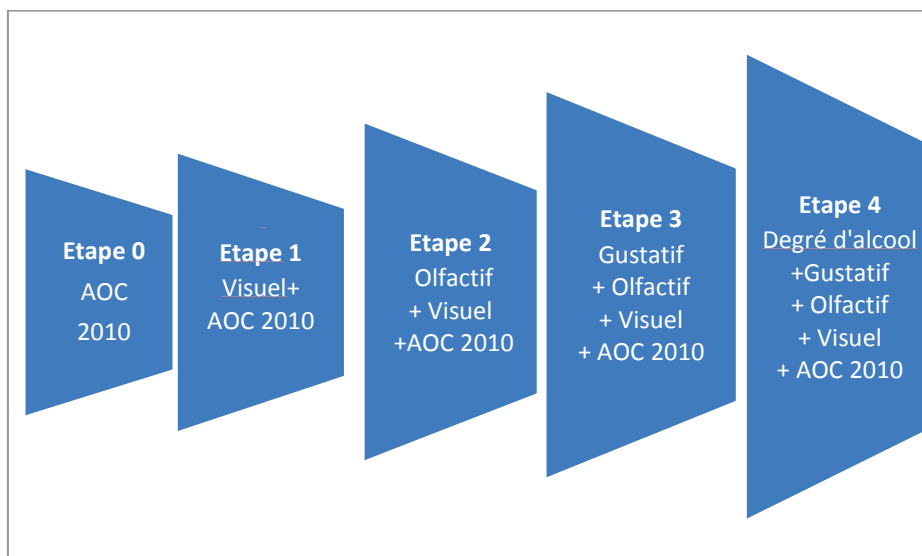 Etape 0
AOC
2010
Etape 1
Visuel+
AOC 2010
Etape 2
Olfactif
+ Visuel
+AOC 2010
Etape 3
Gustatif
+ Olfactif
+ Visuel
+ AOC 2010
Etape 4
Degré d'alcool
+Gustatif
+ Olfactif
+ Visuel
+ AOC 2010